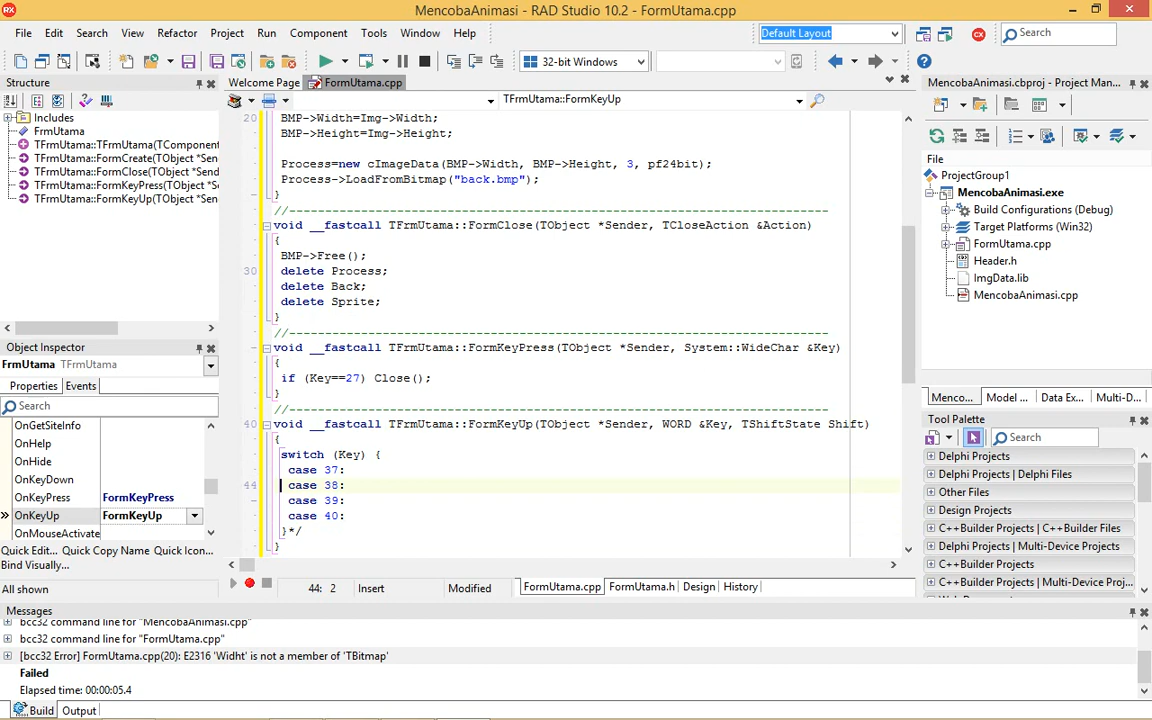 MencobaAnimasi - RAD Studio 10.2 - FormUtama.cpp
File Edit Search View Refactor Project Run Component Tools Window Help
Default Layout
Search
32-bit Windows
Structure
Includes
FrmUtama
TFrmUtama::TFrmUtama(TComponent
TFrmUtama::FormCreate(TObject *Send
TFrmUtama::FormClose(TObject *Sende
TFrmUtama::FormKeyPress(TObject *Se
TFrmUtama::FormKeyUp(TObject *Sen
Object Inspector
FrmUtama TFrmUtama
Properties Events
Search
OnGetSiteInfo
OnHelp
OnHide
OnKeyDown
OnKeyPress FormKeyPress
OnKeyUp FormKeyUp
OnMouseActivate
Quick Edit... Quick Copy Name Quick Icon...
Bind Visually...
All shown
Welcome Page FormUtama.cpp
TFrmUtama::FormKeyUp
20 BMP->Width=Img->Width;
BMP->Height=Img->Height;
Process=new cImageData(BMP->Width, BMP->Height, 3, pf24bit);
Process->LoadFromBitmap("back.bmp");
}
//---------------------------------------------------------------------------
void __fastcall TFrmUtama::FormClose(TObject *Sender, TCloseAction &Action)
{
BMP->Free();
30 delete Process;
delete Back;
delete Sprite;
}
//---------------------------------------------------------------------------
void __fastcall TFrmUtama::FormKeyPress(TObject *Sender, System::WideChar &Key)
{
if (Key==27) Close();
}
//---------------------------------------------------------------------------
40 void __fastcall TFrmUtama::FormKeyUp(TObject *Sender, WORD &Key, TShiftState Shift)
{
switch (Key) {
case 37:
44 case 38:
case 39:
case 40:
}*/
}
44: 2 Insert Modified FormUtama.cpp FormUtama.h Design History
MencobaAnimasi.cbproj - Project Man...
File
ProjectGroup1
MencobaAnimasi.exe
Build Configurations (Debug)
Target Platforms (Win32)
FormUtama.cpp
Header.h
ImgData.lib
MencobaAnimasi.cpp
Menco... Model ... Data Ex... Multi-D...
Tool Palette
Search
Delphi Projects
Delphi Projects | Delphi Files
Other Files
Design Projects
C++Builder Projects | C++Builder Files
Delphi Projects | Multi-Device Projects
C++Builder Projects
C++Builder Projects | Multi-Device Proj...
Messages
bcc32 command line for "MencobaAnimasi.cpp"
bcc32 command line for "FormUtama.cpp"
[bcc32 Error] FormUtama.cpp(20): E2316 'Widht' is not a member of 'TBitmap'
Failed
Elapsed time: 00:00:05.4
Build Output